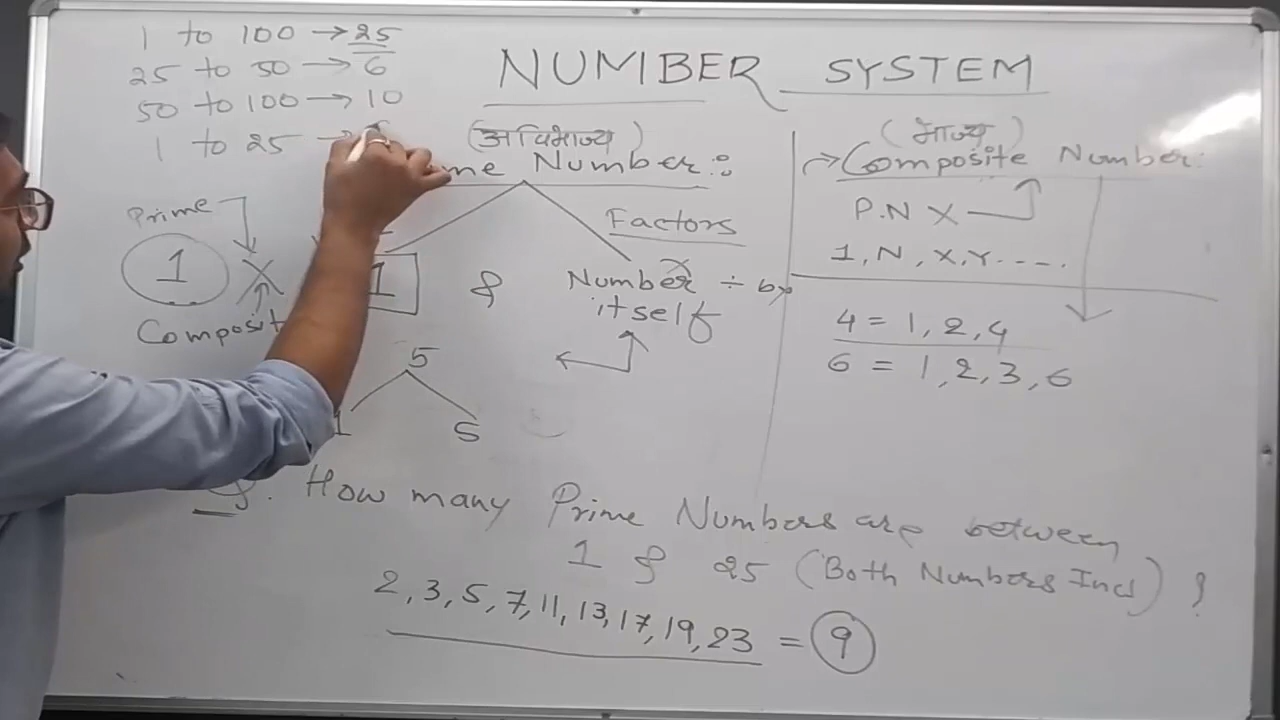 1 to 100 → 25
25 to 50 → 6
50 to 100 → 10
1 to 25 →
NUMBER SYSTEM
(अविभाज्य)
me Number :
Factors
1 & Number ÷ by
itself
5
1 5
Prime
1 X
Composit
(भाज्य)
→ Composite Number:
P.N X
1, N, X, Y.....
4 = 1, 2, 4
6 = 1, 2, 3, 6
Q. How many Prime Numbers are between
1 & 25 (Both Numbers Incl) ?
2, 3, 5, 7, 11, 13, 17, 19, 23 = 9